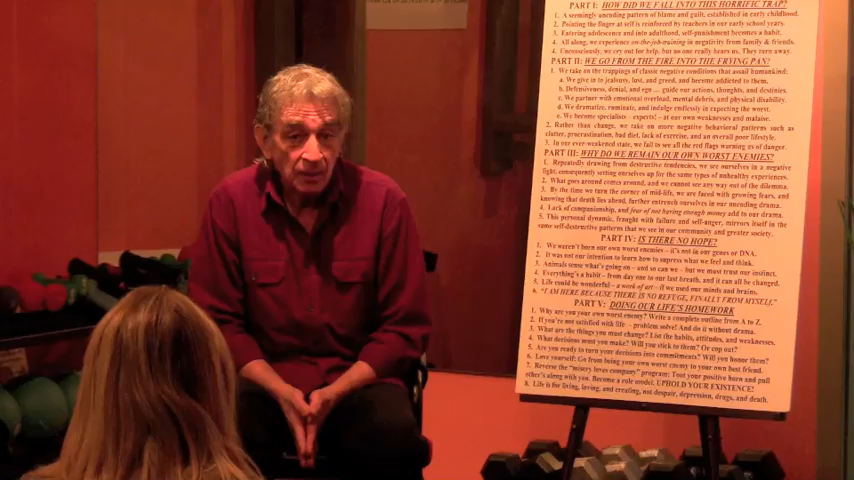 PART I: HOW DID WE FALL INTO THIS HORRIFIC TRAP?
1. A seemingly unending pattern of blame and guilt, established in early childhood.
2. Pointing the finger at self is reinforced by teachers in our early school years.
3. Entering adolescence and into adulthood, self-punishment becomes a habit.
4. All along, we experience on-the-job-training in negativity from family & friends.
5. Unconsciously, we cry out for help, but no one really hears us. They turn away.
PART II: WE GO FROM THE FIRE INTO THE FRYING PAN!
1. We take on the trappings of classic negative conditions that assail humankind:
a. We give in to jealousy, lust, and greed, and become addicted to them.
b. Defensiveness, denial, and ego .... guide our actions, thoughts, and destinies.
c. We partner with emotional overload, mental debris, and physical disability.
d. We dramatize, ruminate, and indulge endlessly in expecting the worst.
e. We become specialists - experts! - at our own weaknesses and malaise.
2. Rather than change, we take on more negative behavioral patterns such as
clutter, procrastination, bad diet, lack of exercise, and an overall poor lifestyle.
3. In our ever-weakened state, we fail to see all the red flags warning us of danger.
PART III: WHY DO WE REMAIN OUR OWN WORST ENEMIES?
1. Repeatedly drawing from destructive tendencies, we see ourselves in a negative
light, consequently setting ourselves up for the same types of unhealthy experiences.
2. What goes around comes around, and we cannot see any way out of the dilemma.
3. By the time we turn the corner of mid-life, we are faced with growing fears, and
knowing that death lies ahead, further entrench ourselves in our unending drama.
4. Lack of companionship, and fear of not having enough money add to our drama.
5. This personal dynamic, fraught with failure and self-anger, mirrors itself in the
same self-destructive patterns that we see in our community and greater society.
PART IV: IS THERE NO HOPE?
1. We weren't born our own worst enemies - it's not in our genes or DNA.
2. It was not our intention to learn how to supress what we feel and think.
3. Animals sense what's going on - and so can we - but we must trust our instinct.
4. Everything's a habit - from day one to our last breath, and it can all be changed.
5. Life could be wonderful, even a work of art if we used our minds and brains.
6. "I AM HERE BECAUSE THERE IS NO REFUGE, FINALLY FROM MYSELF,"
PART V: DOING OUR LIFE'S HOMEWORK
1. Why are you your own worst enemy? Write a complete outline from A to Z.
2. If you're not satisfied with life - problem solve! And do it without drama.
3. What are the things you must change? List the habits, attitudes, and weaknesses.
4. What decisions must you make? Will you stick to them? Or cop out?
5. Are you ready to turn your decisions into commitments? Will you honor them?
6. Love yourself: Go from being your own worst enemy to your own best friend.
7. Reverse the "misery loves company" program: Toot your positive horn and pull
other's along with you. Become a role model. UPHOLD YOUR EXISTENCE!
8. Life is for living, loving, and creating, not despair, depression, drugs, and death.